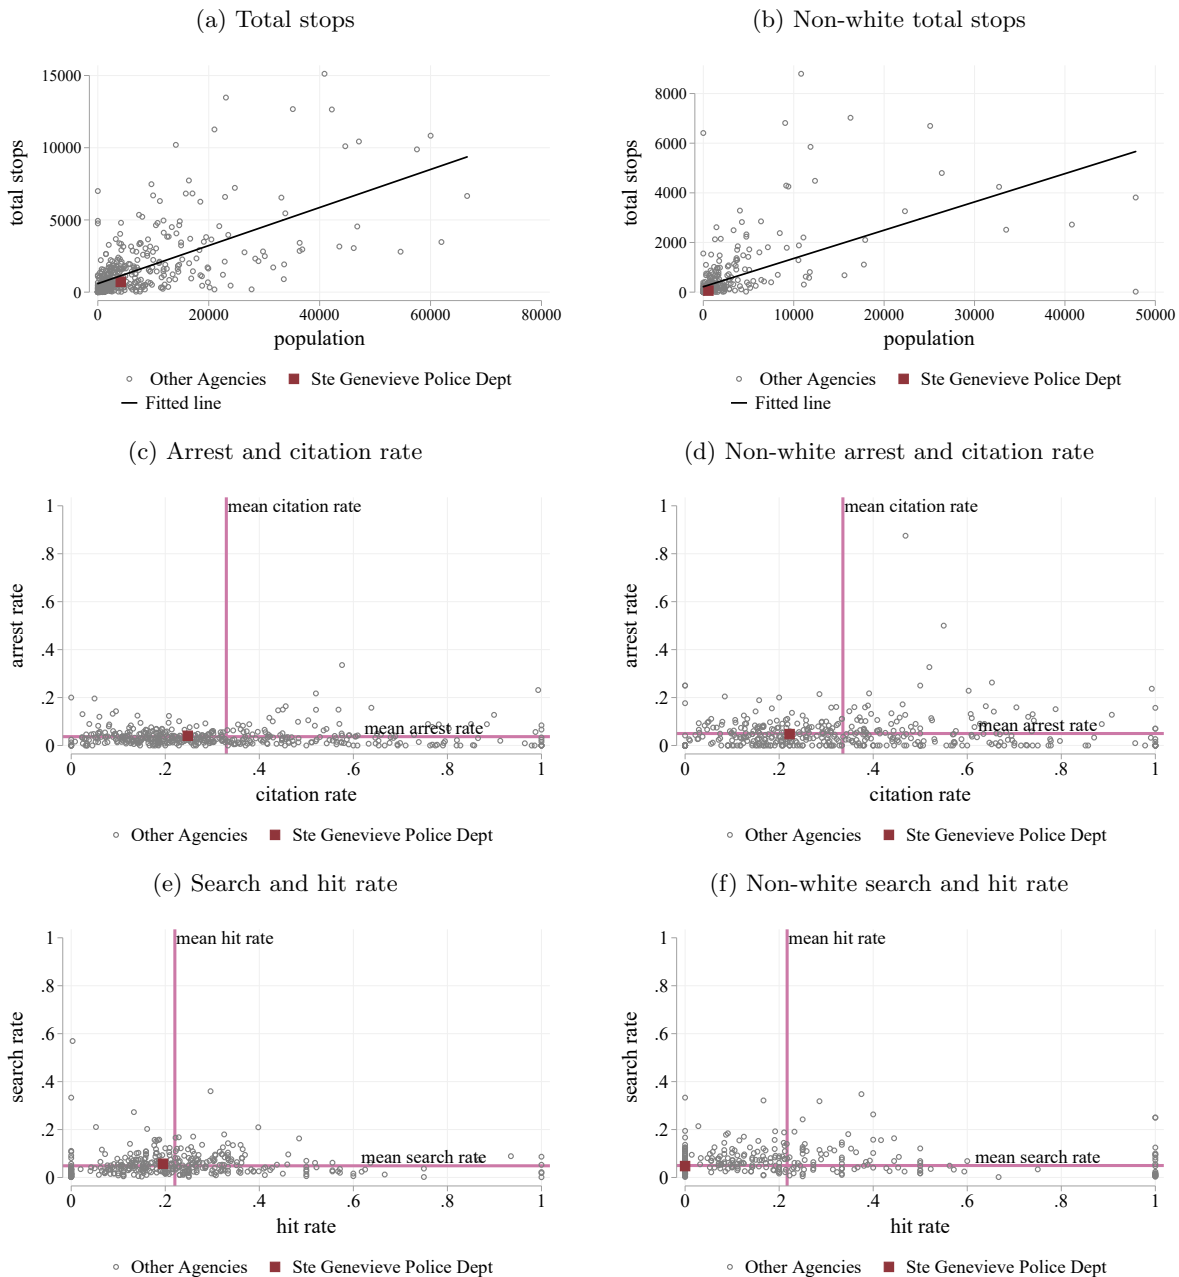 (a) Total stops
(b) Non-white total stops
total stops
15000
10000
5000
0
0 20000 40000 60000 80000
population
Other Agencies Ste Genevieve Police Dept
Fitted line
total stops
8000
6000
4000
2000
0
0 10000 20000 30000 40000 50000
population
Other Agencies Ste Genevieve Police Dept
Fitted line
(c) Arrest and citation rate
(d) Non-white arrest and citation rate
arrest rate
1
.8
.6
.4
.2
0
mean citation rate
mean arrest rate
0 .2 .4 .6 .8 1
citation rate
Other Agencies Ste Genevieve Police Dept
arrest rate
1
.8
.6
.4
.2
0
mean citation rate
mean arrest rate
0 .2 .4 .6 .8 1
citation rate
Other Agencies Ste Genevieve Police Dept
(e) Search and hit rate
(f) Non-white search and hit rate
search rate
1
.8
.6
.4
.2
0
mean hit rate
mean search rate
0 .2 .4 .6 .8 1
hit rate
Other Agencies Ste Genevieve Police Dept
search rate
1
.8
.6
.4
.2
0
mean hit rate
mean search rate
0 .2 .4 .6 .8 1
hit rate
Other Agencies Ste Genevieve Police Dept